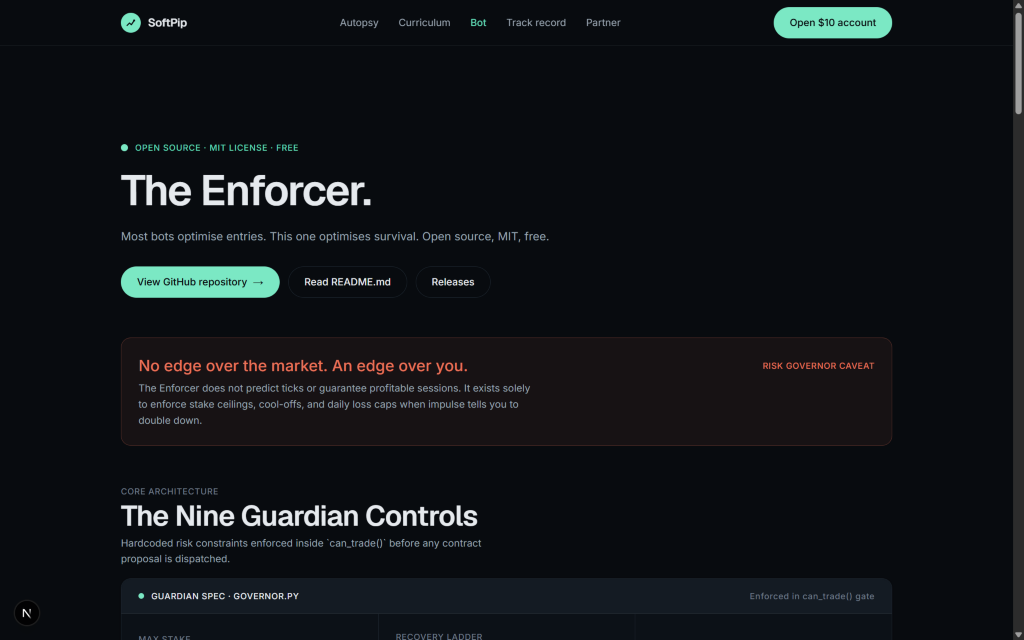 SoftPip
Autopsy
Curriculum
Bot
Track record
Partner
Open $10 account
OPEN SOURCE · MIT LICENSE · FREE
The Enforcer.
Most bots optimise entries. This one optimises survival. Open source, MIT, free.
View GitHub repository →
Read README.md
Releases
No edge over the market. An edge over you.
RISK GOVERNOR CAVEAT
The Enforcer does not predict ticks or guarantee profitable sessions. It exists solely
to enforce stake ceilings, cool-offs, and daily loss caps when impulse tells you to
double down.
CORE ARCHITECTURE
The Nine Guardian Controls
Hardcoded risk constraints enforced inside `can_trade()` before any contract
proposal is dispatched.
GUARDIAN SPEC · GOVERNOR.PY
Enforced in can_trade() gate
MAX STAKE
RECOVERY LADDER
N